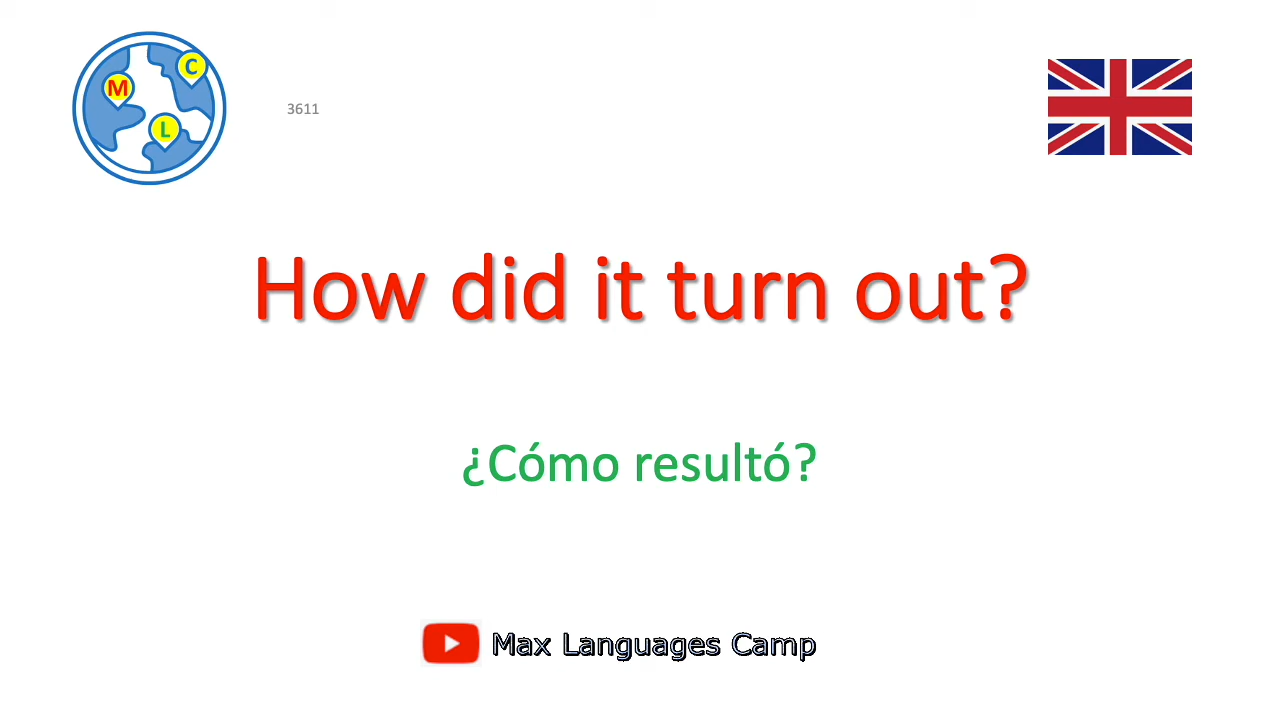 C
M
L
3611
How did it turn out?
¿Cómo resultó?
Max Languages Camp